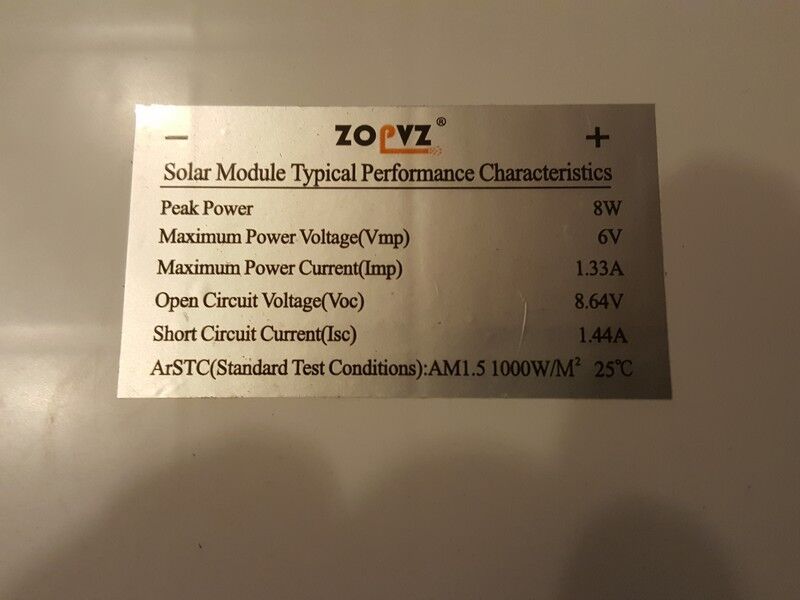 − ZOPVZ® +
Solar Module Typical Performance Characteristics
Peak Power 8W
Maximum Power Voltage(Vmp) 6V
Maximum Power Current(Imp) 1.33A
Open Circuit Voltage(Voc) 8.64V
Short Circuit Current(Isc) 1.44A
ArSTC(Standard Test Conditions):AM1.5 1000W/M² 25℃